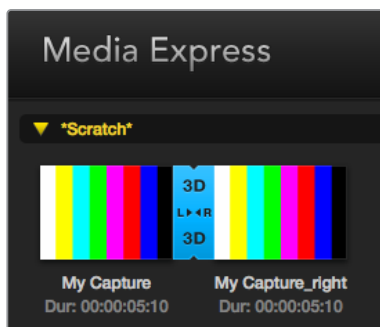 Media Express
*Scratch*
3D
L▶◀R
3D
My Capture
Dur: 00:00:05:10
My Capture_right
Dur: 00:00:05:10